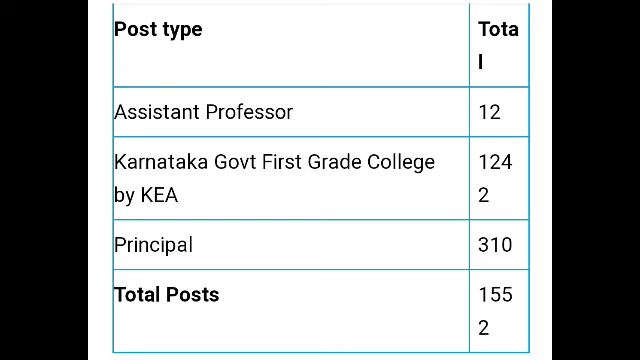 Post type Tota
l
Assistant Professor 12
Karnataka Govt First Grade College 124
by KEA 2
Principal 310
Total Posts 155
2